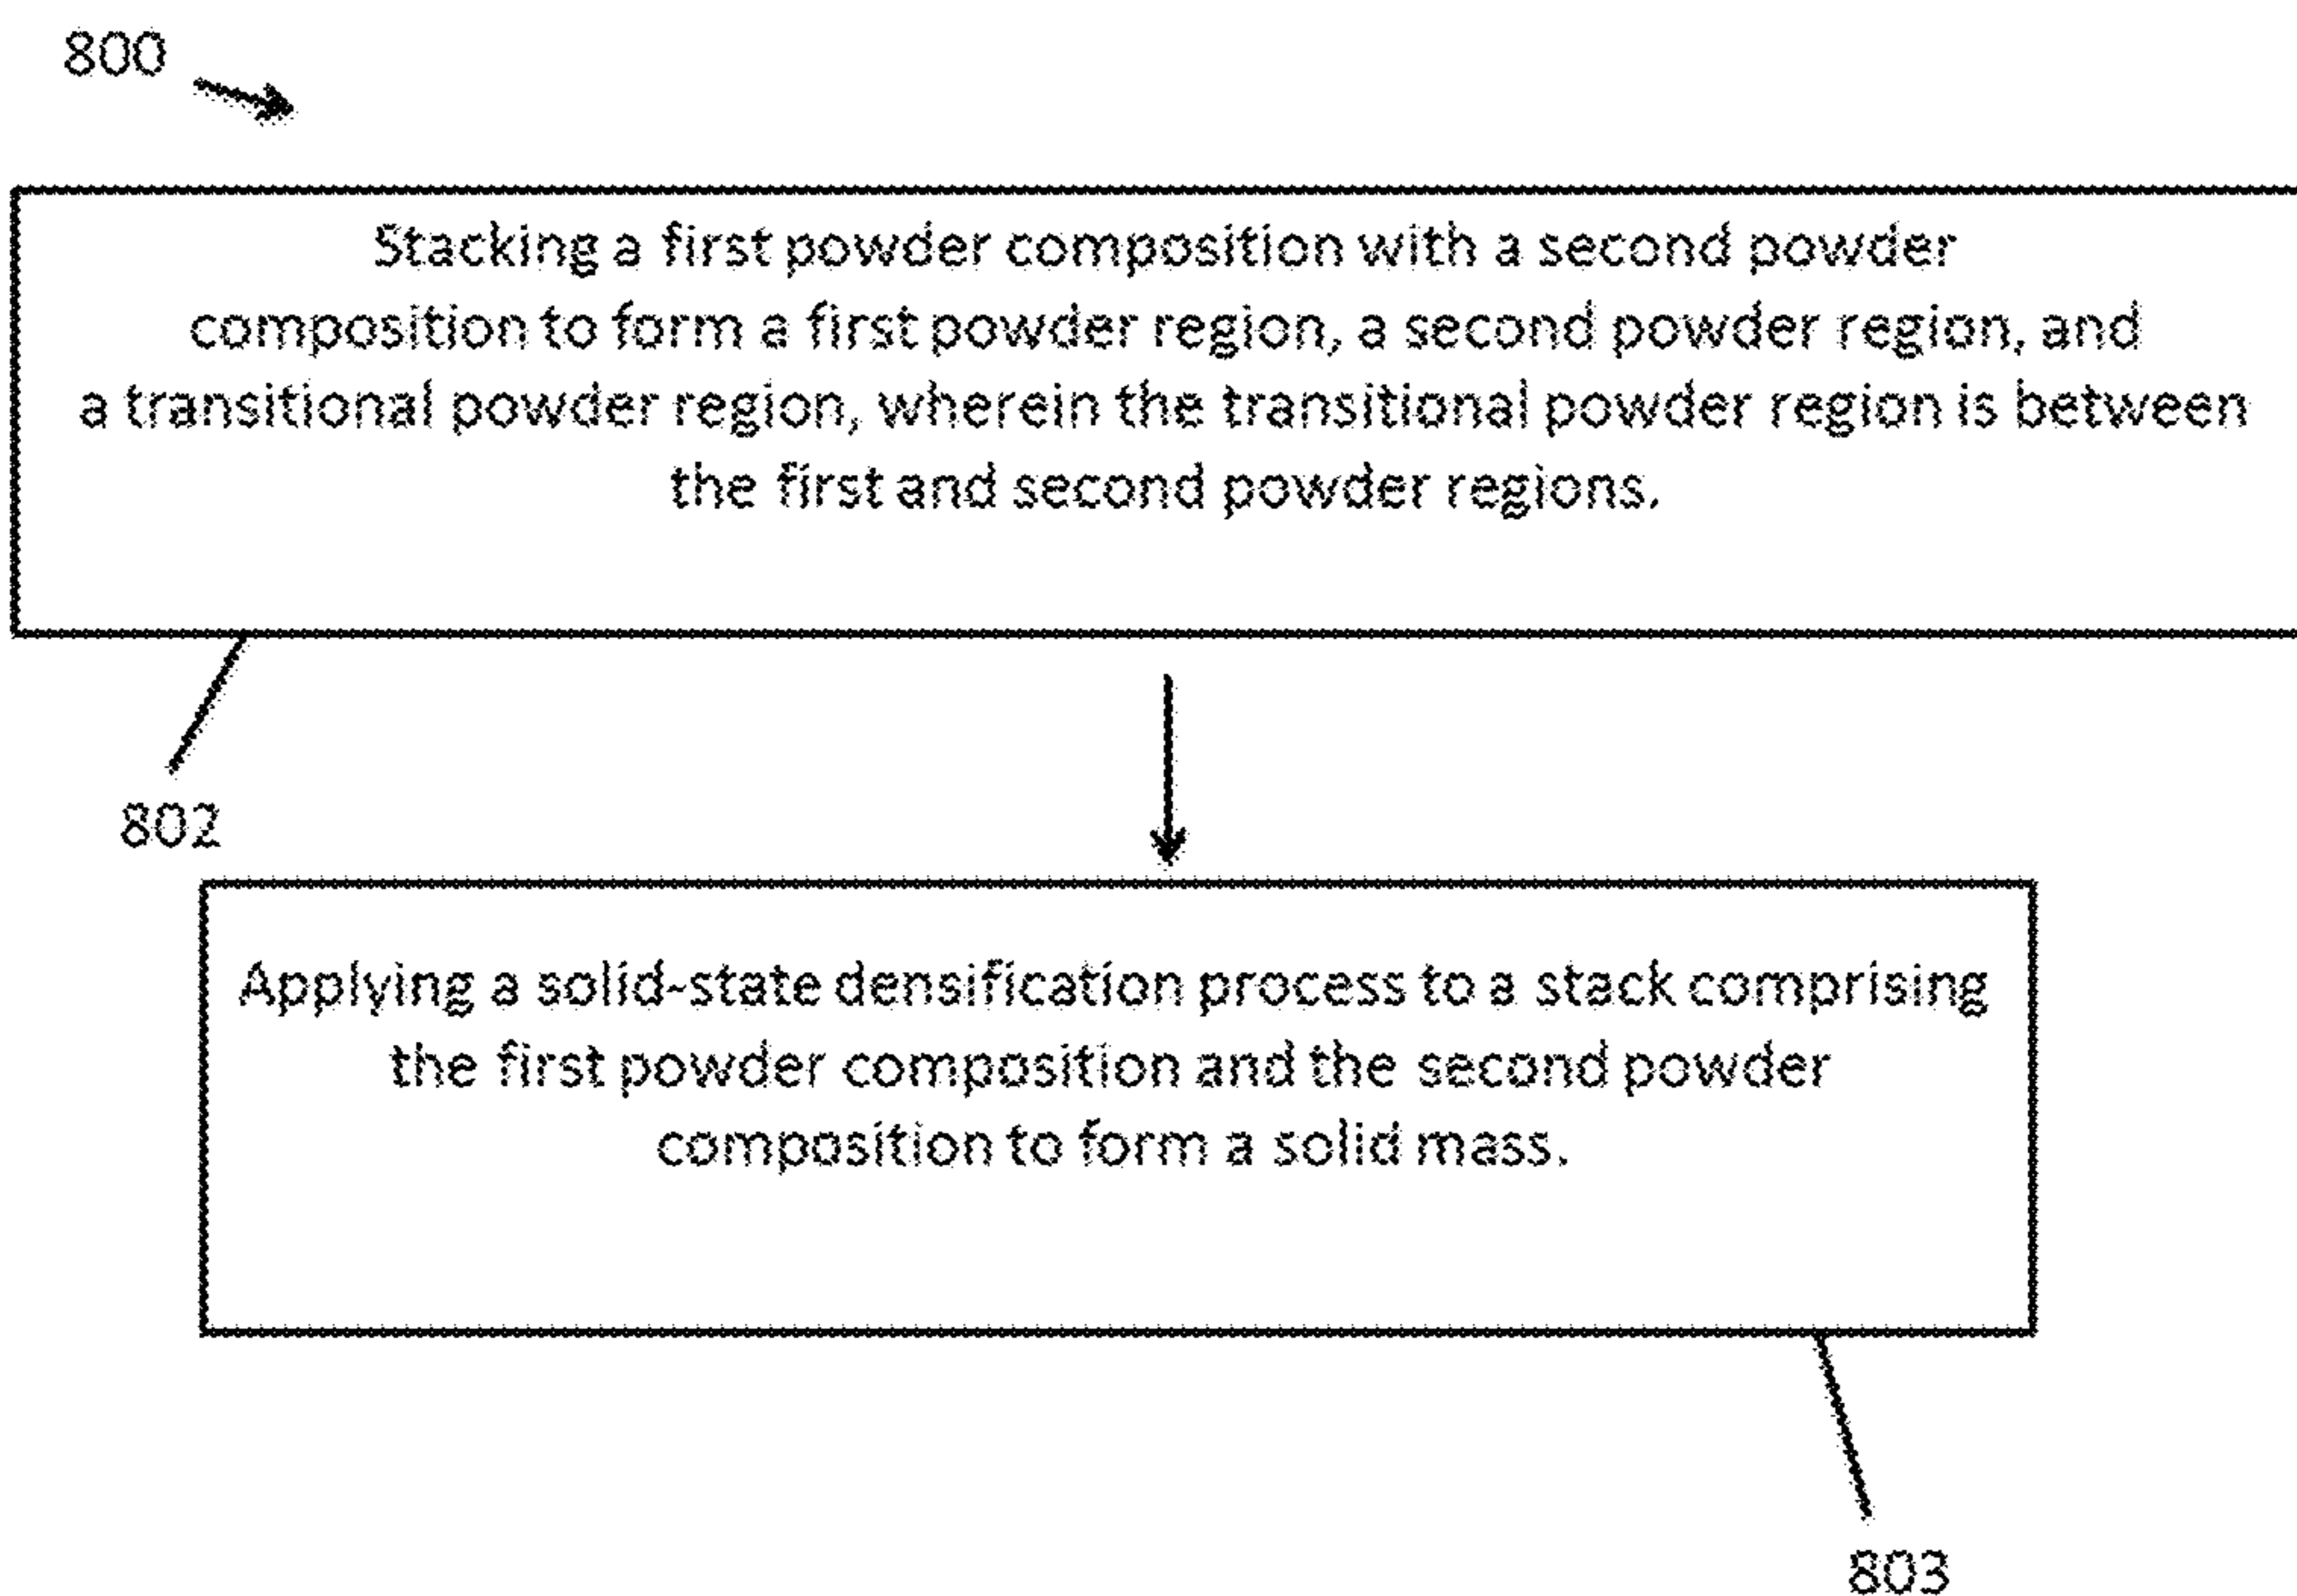 800
Stacking a first powder composition with a second powder
composition to form a first powder region, a second powder region, and
a transitional powder region, wherein the transitional powder region is between
the first and second powder regions.
802
Applying a solid-state densification process to a stack comprising
the first powder composition and the second powder
composition to form a solid mass.
803